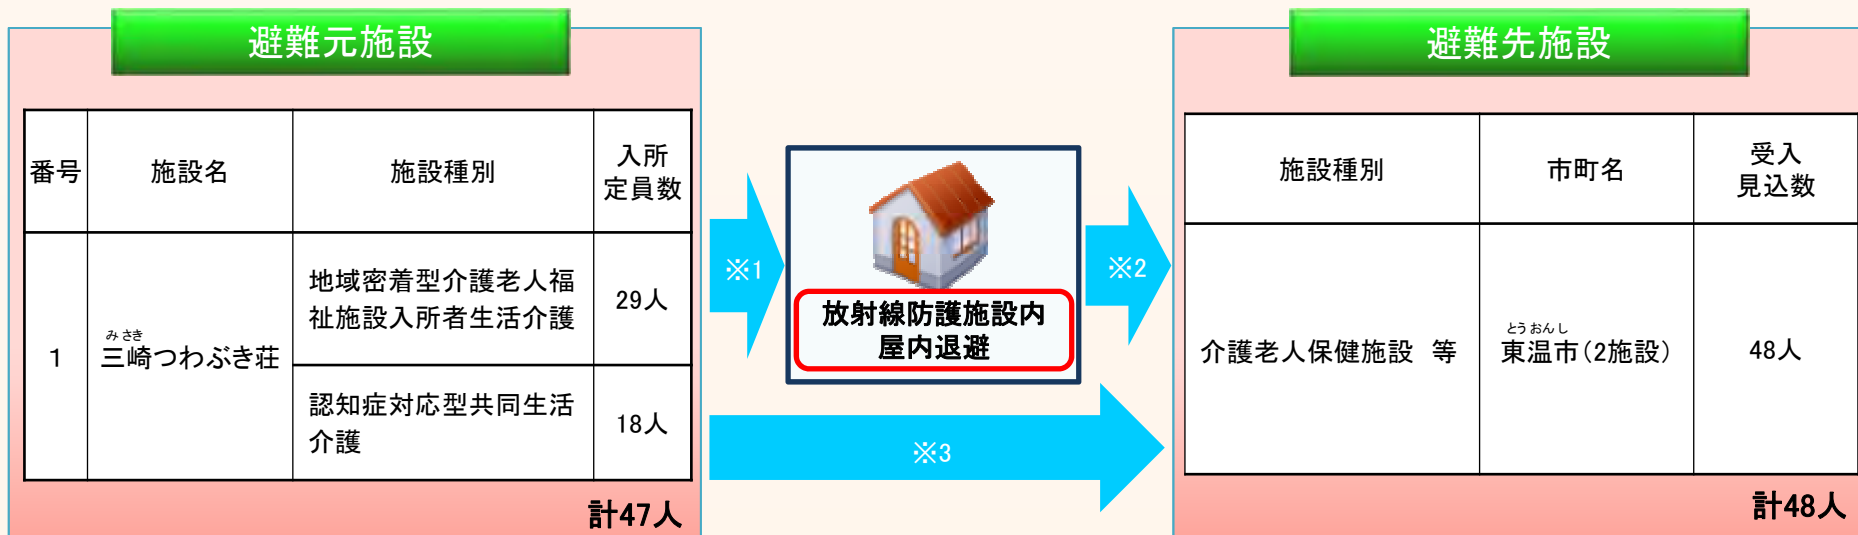 避難元施設
番号
施設名
施設種別
入所
定員数
1
みさき
三崎つわぶき荘
地域密着型介護老人福
祉施設入所者生活介護
29人
認知症対応型共同生活
介護
18人
計47人
※1
放射線防護施設内
屋内退避
※2
※3
避難先施設
施設種別
市町名
受入
見込数
介護老人保健施設 等
とうおんし
東温市(2施設)
48人
計48人